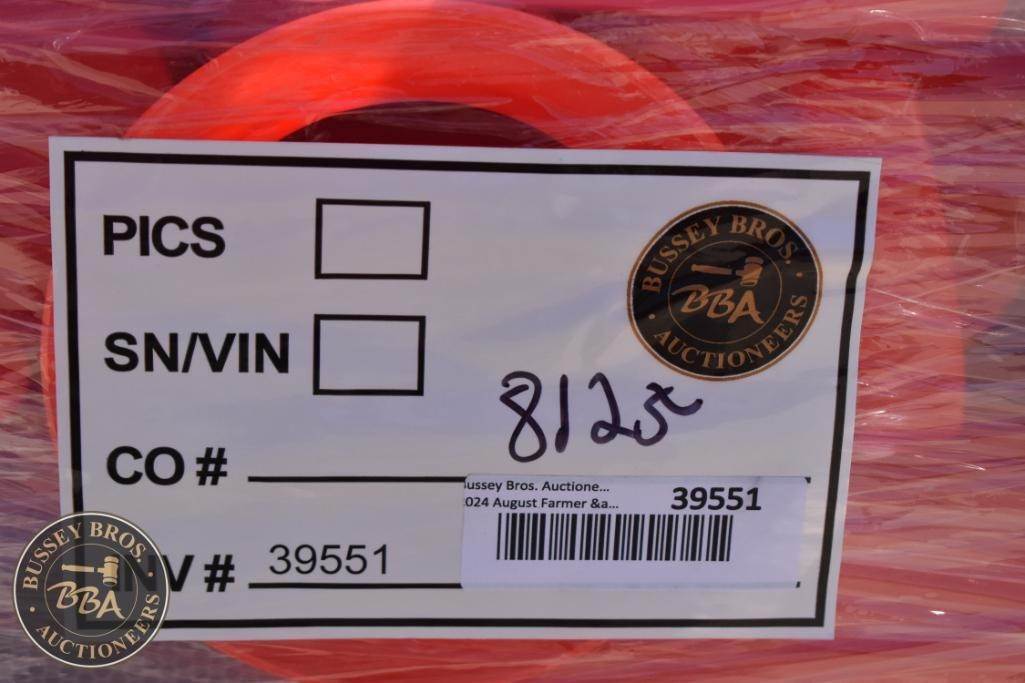 PICS
BUSSEY BROS.
BBA
AUCTIONEERS
SN/VIN
8125
CO #
ussey Bros. Auctione...
024 August Farmer &a...
39551
V # 39551
BUSSEY BROS.
BBA
AUCTIONEERS